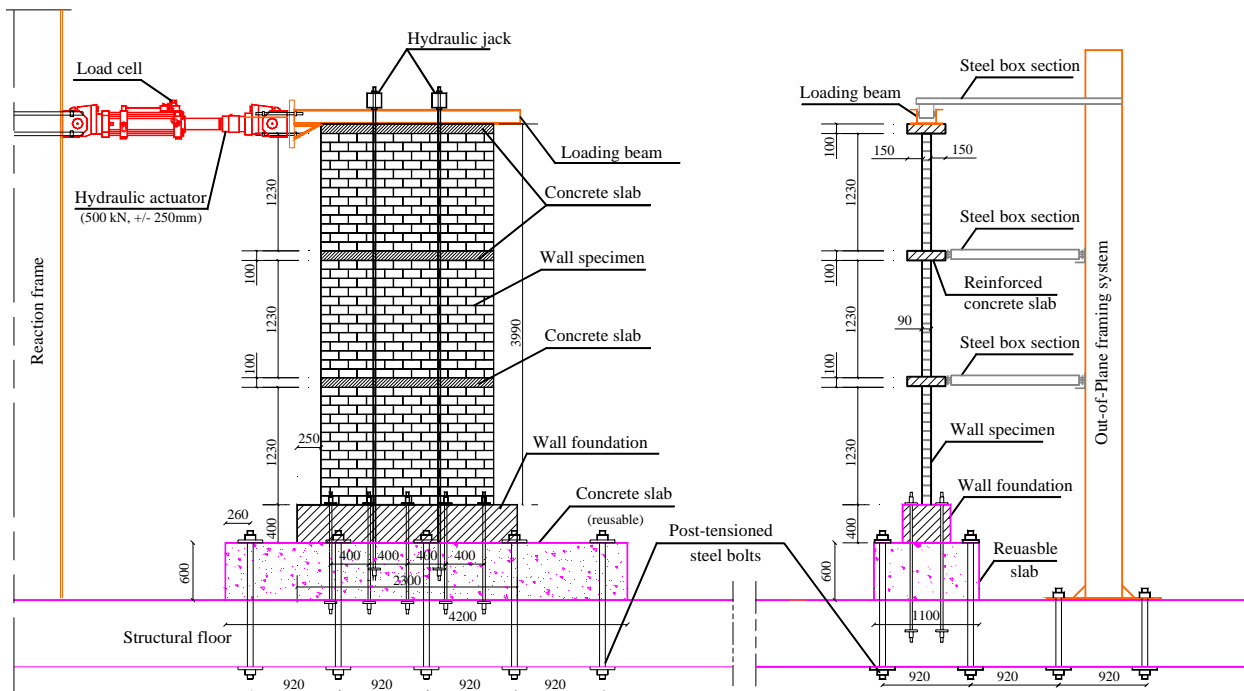 Hydraulic jack
Load cell
Hydraulic actuator
(500 kN, +/- 250mm)
Reaction frame
Loading beam
Concrete slab
Wall specimen
Concrete slab
Wall foundation
Concrete slab
(reusable)
Post-tensioned
steel bolts
Structural floor
1230
100
1230
100
1230
400
250
260
600
3990
400
400
400
400
2300
4200
920
920
920
920
Steel box section
Loading beam
150
150
100
1230
Steel box section
Reinforced
concrete slab
100
1230
90
Steel box section
100
1230
Wall specimen
Wall foundation
400
Reuasble
slab
600
1100
Out-of-Plane framing system
920
920
920